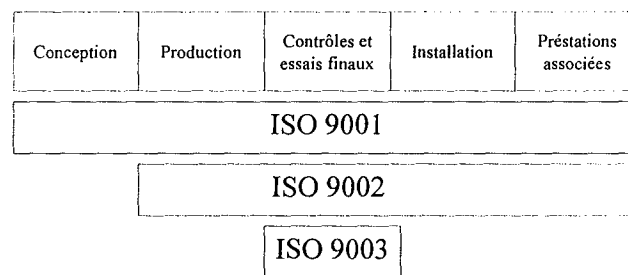 Conception
Production
Contrôles et
essais finaux
Installation
Préstations
associées
ISO 9001
ISO 9002
ISO 9003